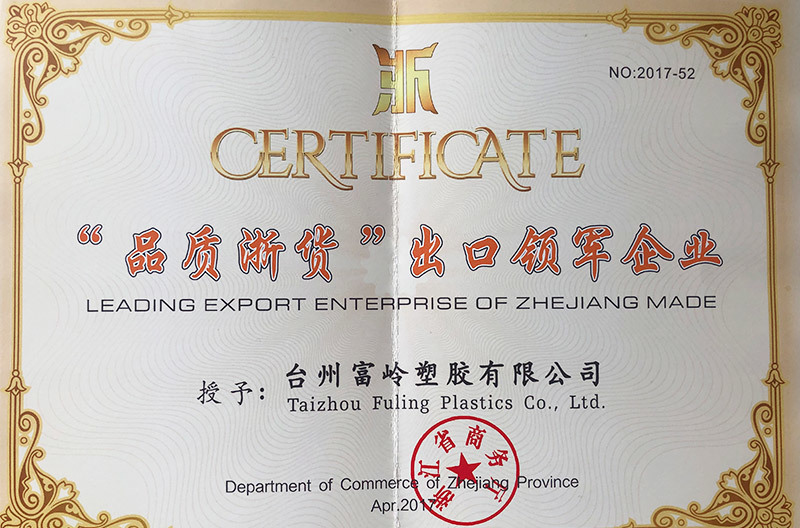 浙
NO:2017-52
CERTIFICATE
“品质浙货”出口领军企业
LEADING EXPORT ENTERPRISE OF ZHEJIANG MADE
授予:台州富岭塑胶有限公司
Taizhou Fuling Plastics Co., Ltd.
浙江省商务厅
Department of Commerce of Zhejiang Province
Apr.2017